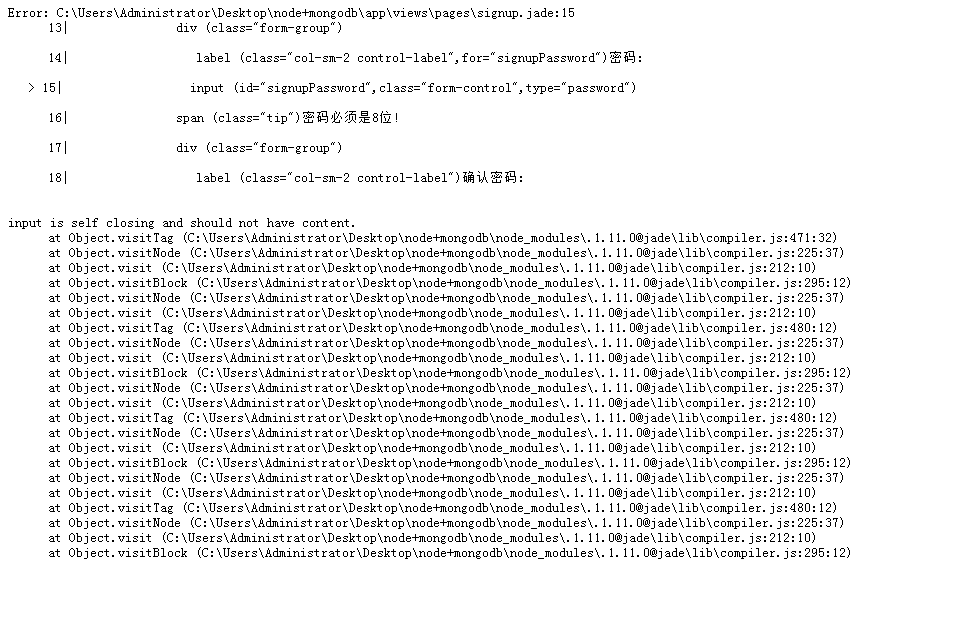 Error: C:\Users\Administrator\Desktop\node+mongodb\app\views\pages\signup.jade:15
13| div (class="form-group")
14| label (class="col-sm-2 control-label",for="signupPassword")密码:
> 15| input (id="signupPassword",class="form-control",type="password")
16| span (class="tip")密码必须是8位!
17| div (class="form-group")
18| label (class="col-sm-2 control-label")确认密码:
input is self closing and should not have content.
at Object.visitTag (C:\Users\Administrator\Desktop\node+mongodb\node_modules\.1.11.0@jade\lib\compiler.js:471:32)
at Object.visitNode (C:\Users\Administrator\Desktop\node+mongodb\node_modules\.1.11.0@jade\lib\compiler.js:225:37)
at Object.visit (C:\Users\Administrator\Desktop\node+mongodb\node_modules\.1.11.0@jade\lib\compiler.js:212:10)
at Object.visitBlock (C:\Users\Administrator\Desktop\node+mongodb\node_modules\.1.11.0@jade\lib\compiler.js:295:12)
at Object.visitNode (C:\Users\Administrator\Desktop\node+mongodb\node_modules\.1.11.0@jade\lib\compiler.js:225:37)
at Object.visit (C:\Users\Administrator\Desktop\node+mongodb\node_modules\.1.11.0@jade\lib\compiler.js:212:10)
at Object.visitTag (C:\Users\Administrator\Desktop\node+mongodb\node_modules\.1.11.0@jade\lib\compiler.js:480:12)
at Object.visitNode (C:\Users\Administrator\Desktop\node+mongodb\node_modules\.1.11.0@jade\lib\compiler.js:225:37)
at Object.visit (C:\Users\Administrator\Desktop\node+mongodb\node_modules\.1.11.0@jade\lib\compiler.js:212:10)
at Object.visitBlock (C:\Users\Administrator\Desktop\node+mongodb\node_modules\.1.11.0@jade\lib\compiler.js:295:12)
at Object.visitNode (C:\Users\Administrator\Desktop\node+mongodb\node_modules\.1.11.0@jade\lib\compiler.js:225:37)
at Object.visit (C:\Users\Administrator\Desktop\node+mongodb\node_modules\.1.11.0@jade\lib\compiler.js:212:10)
at Object.visitTag (C:\Users\Administrator\Desktop\node+mongodb\node_modules\.1.11.0@jade\lib\compiler.js:480:12)
at Object.visitNode (C:\Users\Administrator\Desktop\node+mongodb\node_modules\.1.11.0@jade\lib\compiler.js:225:37)
at Object.visit (C:\Users\Administrator\Desktop\node+mongodb\node_modules\.1.11.0@jade\lib\compiler.js:212:10)
at Object.visitBlock (C:\Users\Administrator\Desktop\node+mongodb\node_modules\.1.11.0@jade\lib\compiler.js:295:12)
at Object.visitNode (C:\Users\Administrator\Desktop\node+mongodb\node_modules\.1.11.0@jade\lib\compiler.js:225:37)
at Object.visit (C:\Users\Administrator\Desktop\node+mongodb\node_modules\.1.11.0@jade\lib\compiler.js:212:10)
at Object.visitTag (C:\Users\Administrator\Desktop\node+mongodb\node_modules\.1.11.0@jade\lib\compiler.js:480:12)
at Object.visitNode (C:\Users\Administrator\Desktop\node+mongodb\node_modules\.1.11.0@jade\lib\compiler.js:225:37)
at Object.visit (C:\Users\Administrator\Desktop\node+mongodb\node_modules\.1.11.0@jade\lib\compiler.js:212:10)
at Object.visitBlock (C:\Users\Administrator\Desktop\node+mongodb\node_modules\.1.11.0@jade\lib\compiler.js:295:12)